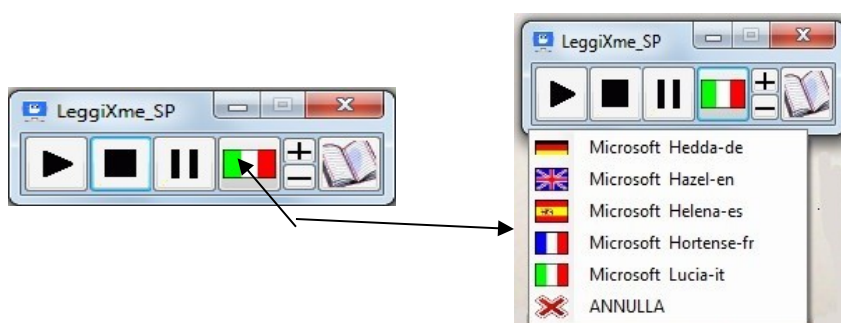 LeggiXme_SP
LeggiXme_SP
Microsoft Hedda-de
Microsoft Hazel-en
Microsoft Helena-es
Microsoft Hortense-fr
Microsoft Lucia-it
ANNULLA